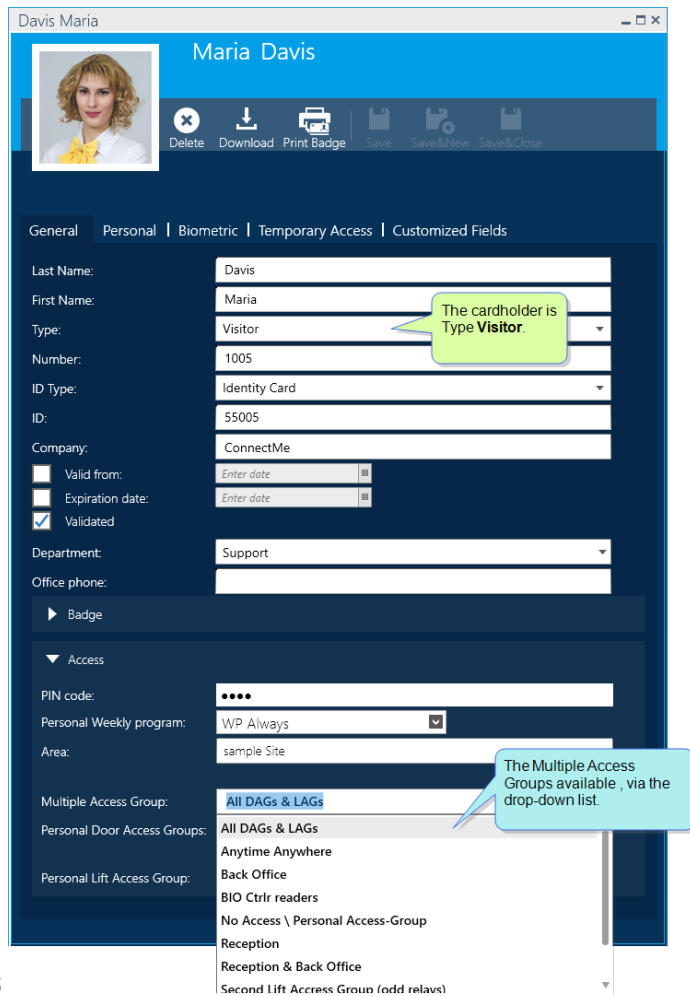 Davis Maria
Maria Davis
Delete Download Print Badge Save Save&New Save&Close
General Personal | Biometric | Temporary Access | Customized Fields
Last Name: Davis
First Name: Maria
The cardholder is
Type Visitor.
Type: Visitor
Number: 1005
ID Type: Identity Card
ID: 55005
Company: ConnectMe
Valid from: Enter date
Expiration date: Enter date
Validated
Department: Support
Office phone:
Badge
Access
PIN code: ●●●●
Personal Weekly program: WP Always
Area: sample Site
The Multiple Access
Groups available , via the
drop-down list.
Multiple Access Group: All DAGs & LAGs
Personal Door Access Groups: All DAGs & LAGs
Anytime Anywhere
Personal Lift Access Group: Back Office
BIO Ctrlr readers
No Access \ Personal Access-Group
Reception
Reception & Back Office
Second Lift Accress Group (odd relays)